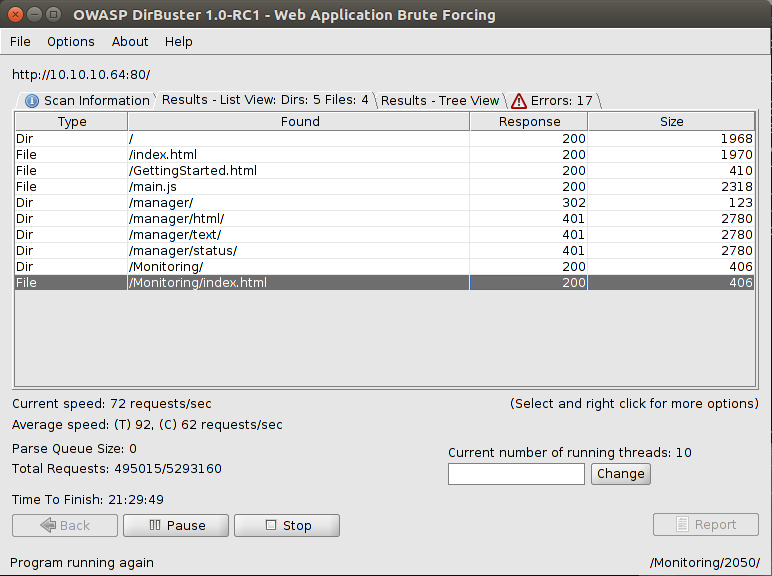 OWASP DirBuster 1.0-RC1 - Web Application Brute Forcing
File Options About Help
http://10.10.10.64:80/
Scan Information Results - List View: Dirs: 5 Files: 4 Results - Tree View Errors: 17
Type Found Response Size
Dir / 200 1968
File /index.html 200 1970
File /GettingStarted.html 200 410
File /main.js 200 2318
Dir /manager/ 302 123
Dir /manager/html/ 401 2780
Dir /manager/text/ 401 2780
Dir /manager/status/ 401 2780
Dir /Monitoring/ 200 406
File /Monitoring/index.html 200 406
Current speed: 72 requests/sec (Select and right click for more options)
Average speed: (T) 92, (C) 62 requests/sec
Parse Queue Size: 0 Current number of running threads: 10
Total Requests: 495015/5293160 Change
Time To Finish: 21:29:49
Back Pause Stop Report
Program running again /Monitoring/2050/